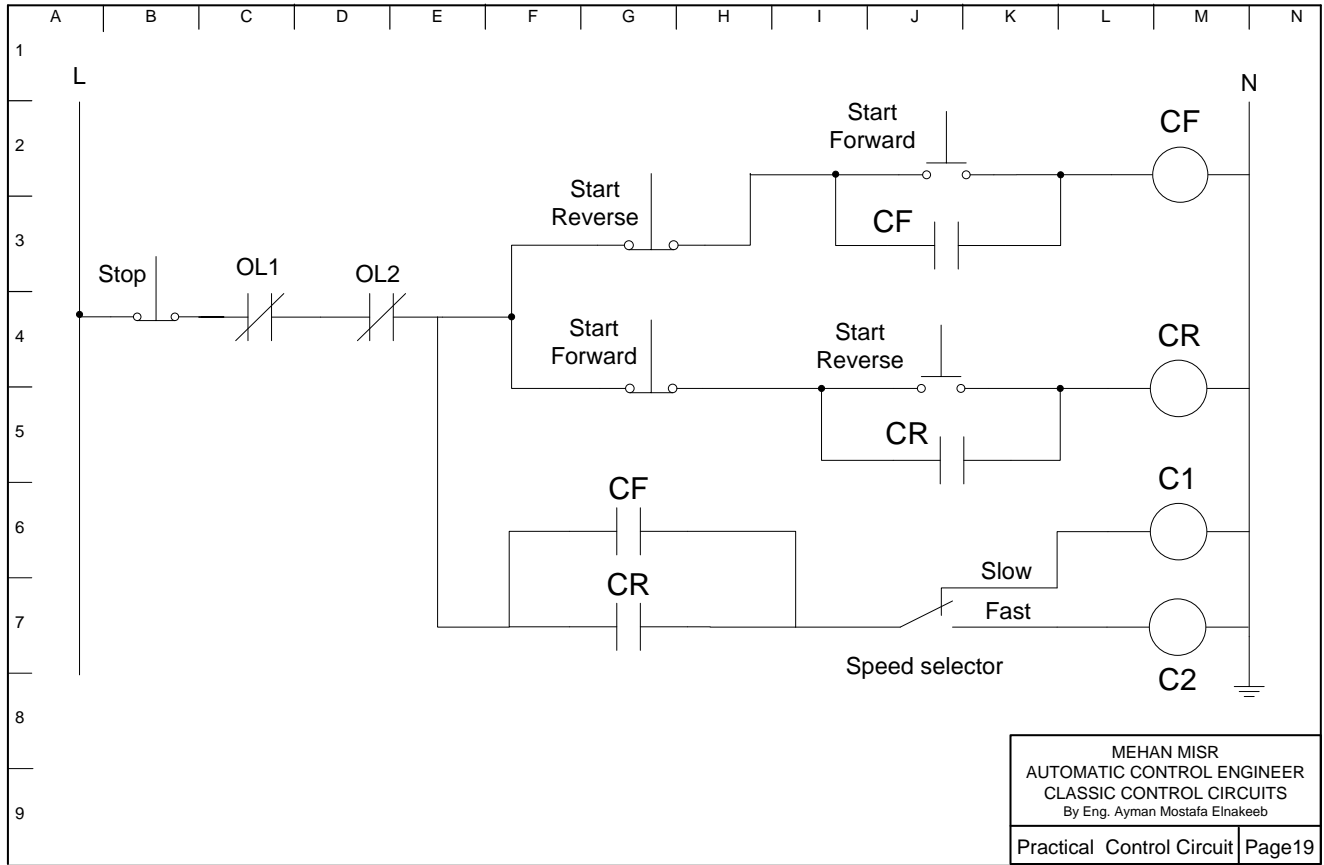 A B C D E F G H I J K L M N
1
L
N
2
Start
Forward
CF
Start
Reverse
3
CF
Stop
OL1
OL2
4
Start
Forward
Start
Reverse
CR
5
CR
C1
CF
6
Slow
CR
Fast
7
Speed selector
C2
8
MEHAN MISR
AUTOMATIC CONTROL ENGINEER
CLASSIC CONTROL CIRCUITS
By Eng. Ayman Mostafa Elnakeeb
9
Practical Control Circuit Page19